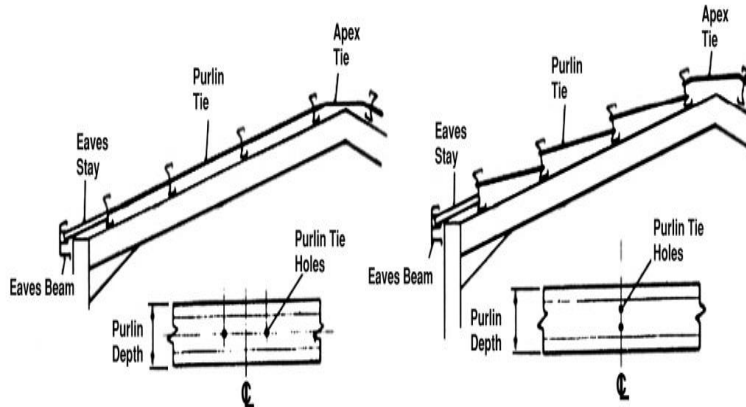 Apex
Tie
Purlin
Tie
Eaves
Stay
Eaves Beam
Purlin Tie
Holes
Purlin
Depth
℄
Apex
Tie
Purlin
Tie
Eaves
Stay
Eaves Beam
Purlin Tie
Holes
Purlin
Depth
℄